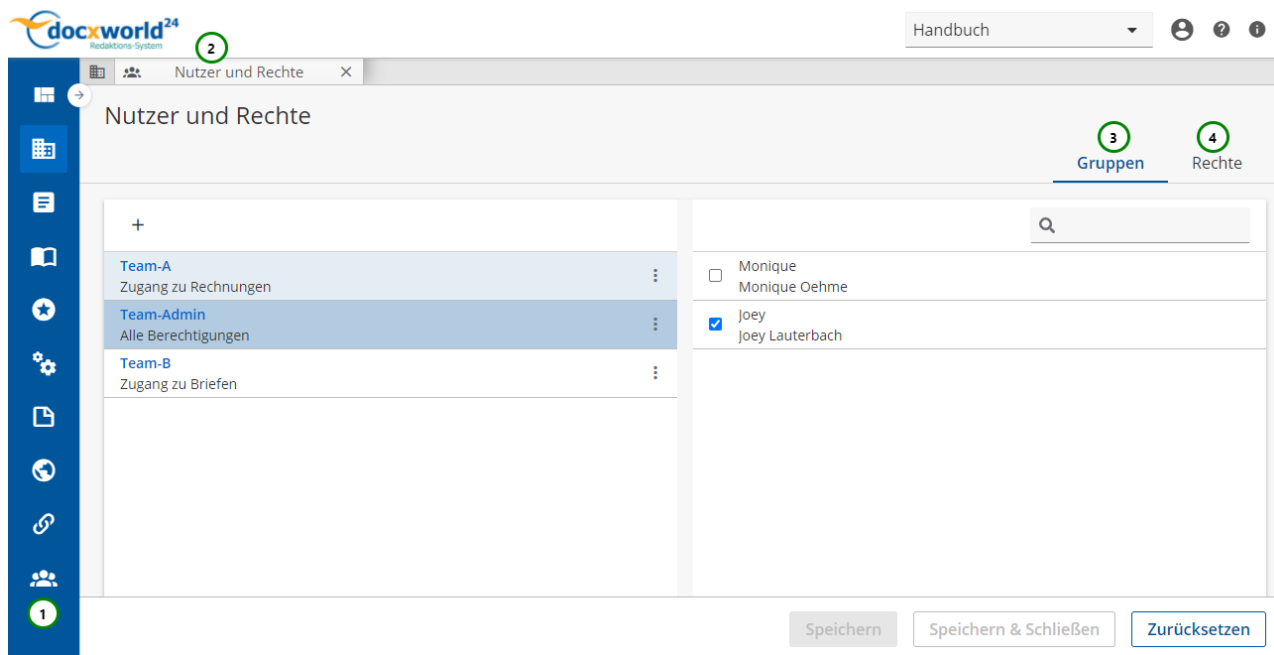 docxworld24
Redaktions-System
Handbuch
2
Nutzer und Rechte
Nutzer und Rechte
3
4
Gruppen
Rechte
+
Team-A
Zugang zu Rechnungen
Team-Admin
Alle Berechtigungen
Team-B
Zugang zu Briefen
Monique
Monique Oehme
Joey
Joey Lauterbach
1
Speichern
Speichern & Schließen
Zurücksetzen